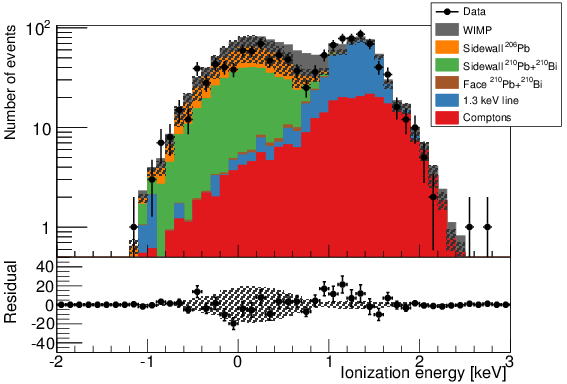 Number of events
10²
10
1
Data
WIMP
Sidewall ²⁰⁶Pb
Sidewall ²¹⁰Pb+²¹⁰Bi
Face ²¹⁰Pb+²¹⁰Bi
1.3 keV line
Comptons
Residual
40
20
0
-20
-40
-2 -1 0 1 2 3
Ionization energy [keV]